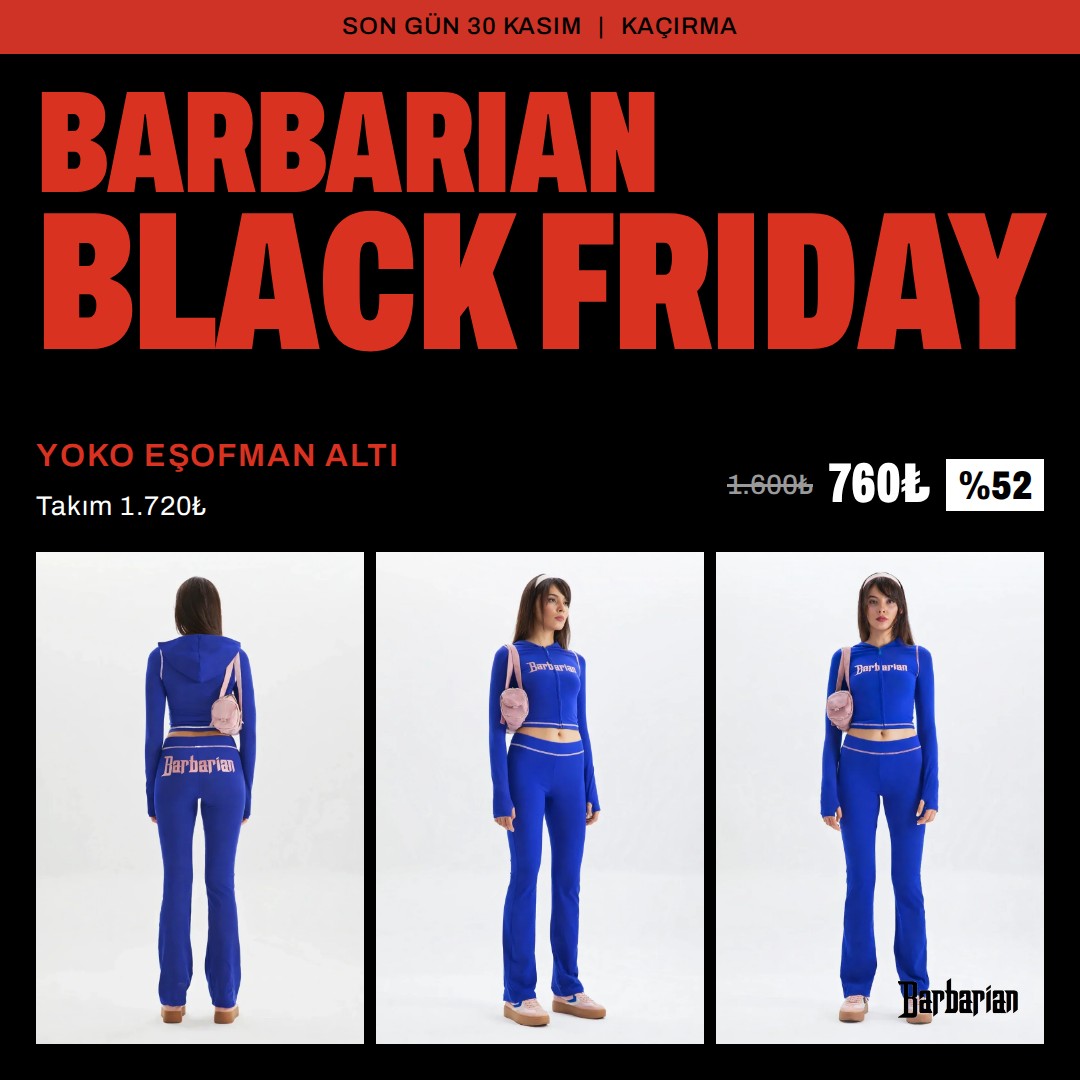 SON GÜN 30 KASIM | KAÇIRMA
BARBARIAN
BLACK FRIDAY
YOKO EŞOFMAN ALTI
Takım 1.720₺
1.600₺ 760₺ %52
Barbarian
Barbarian
Barbarian
Barbarian